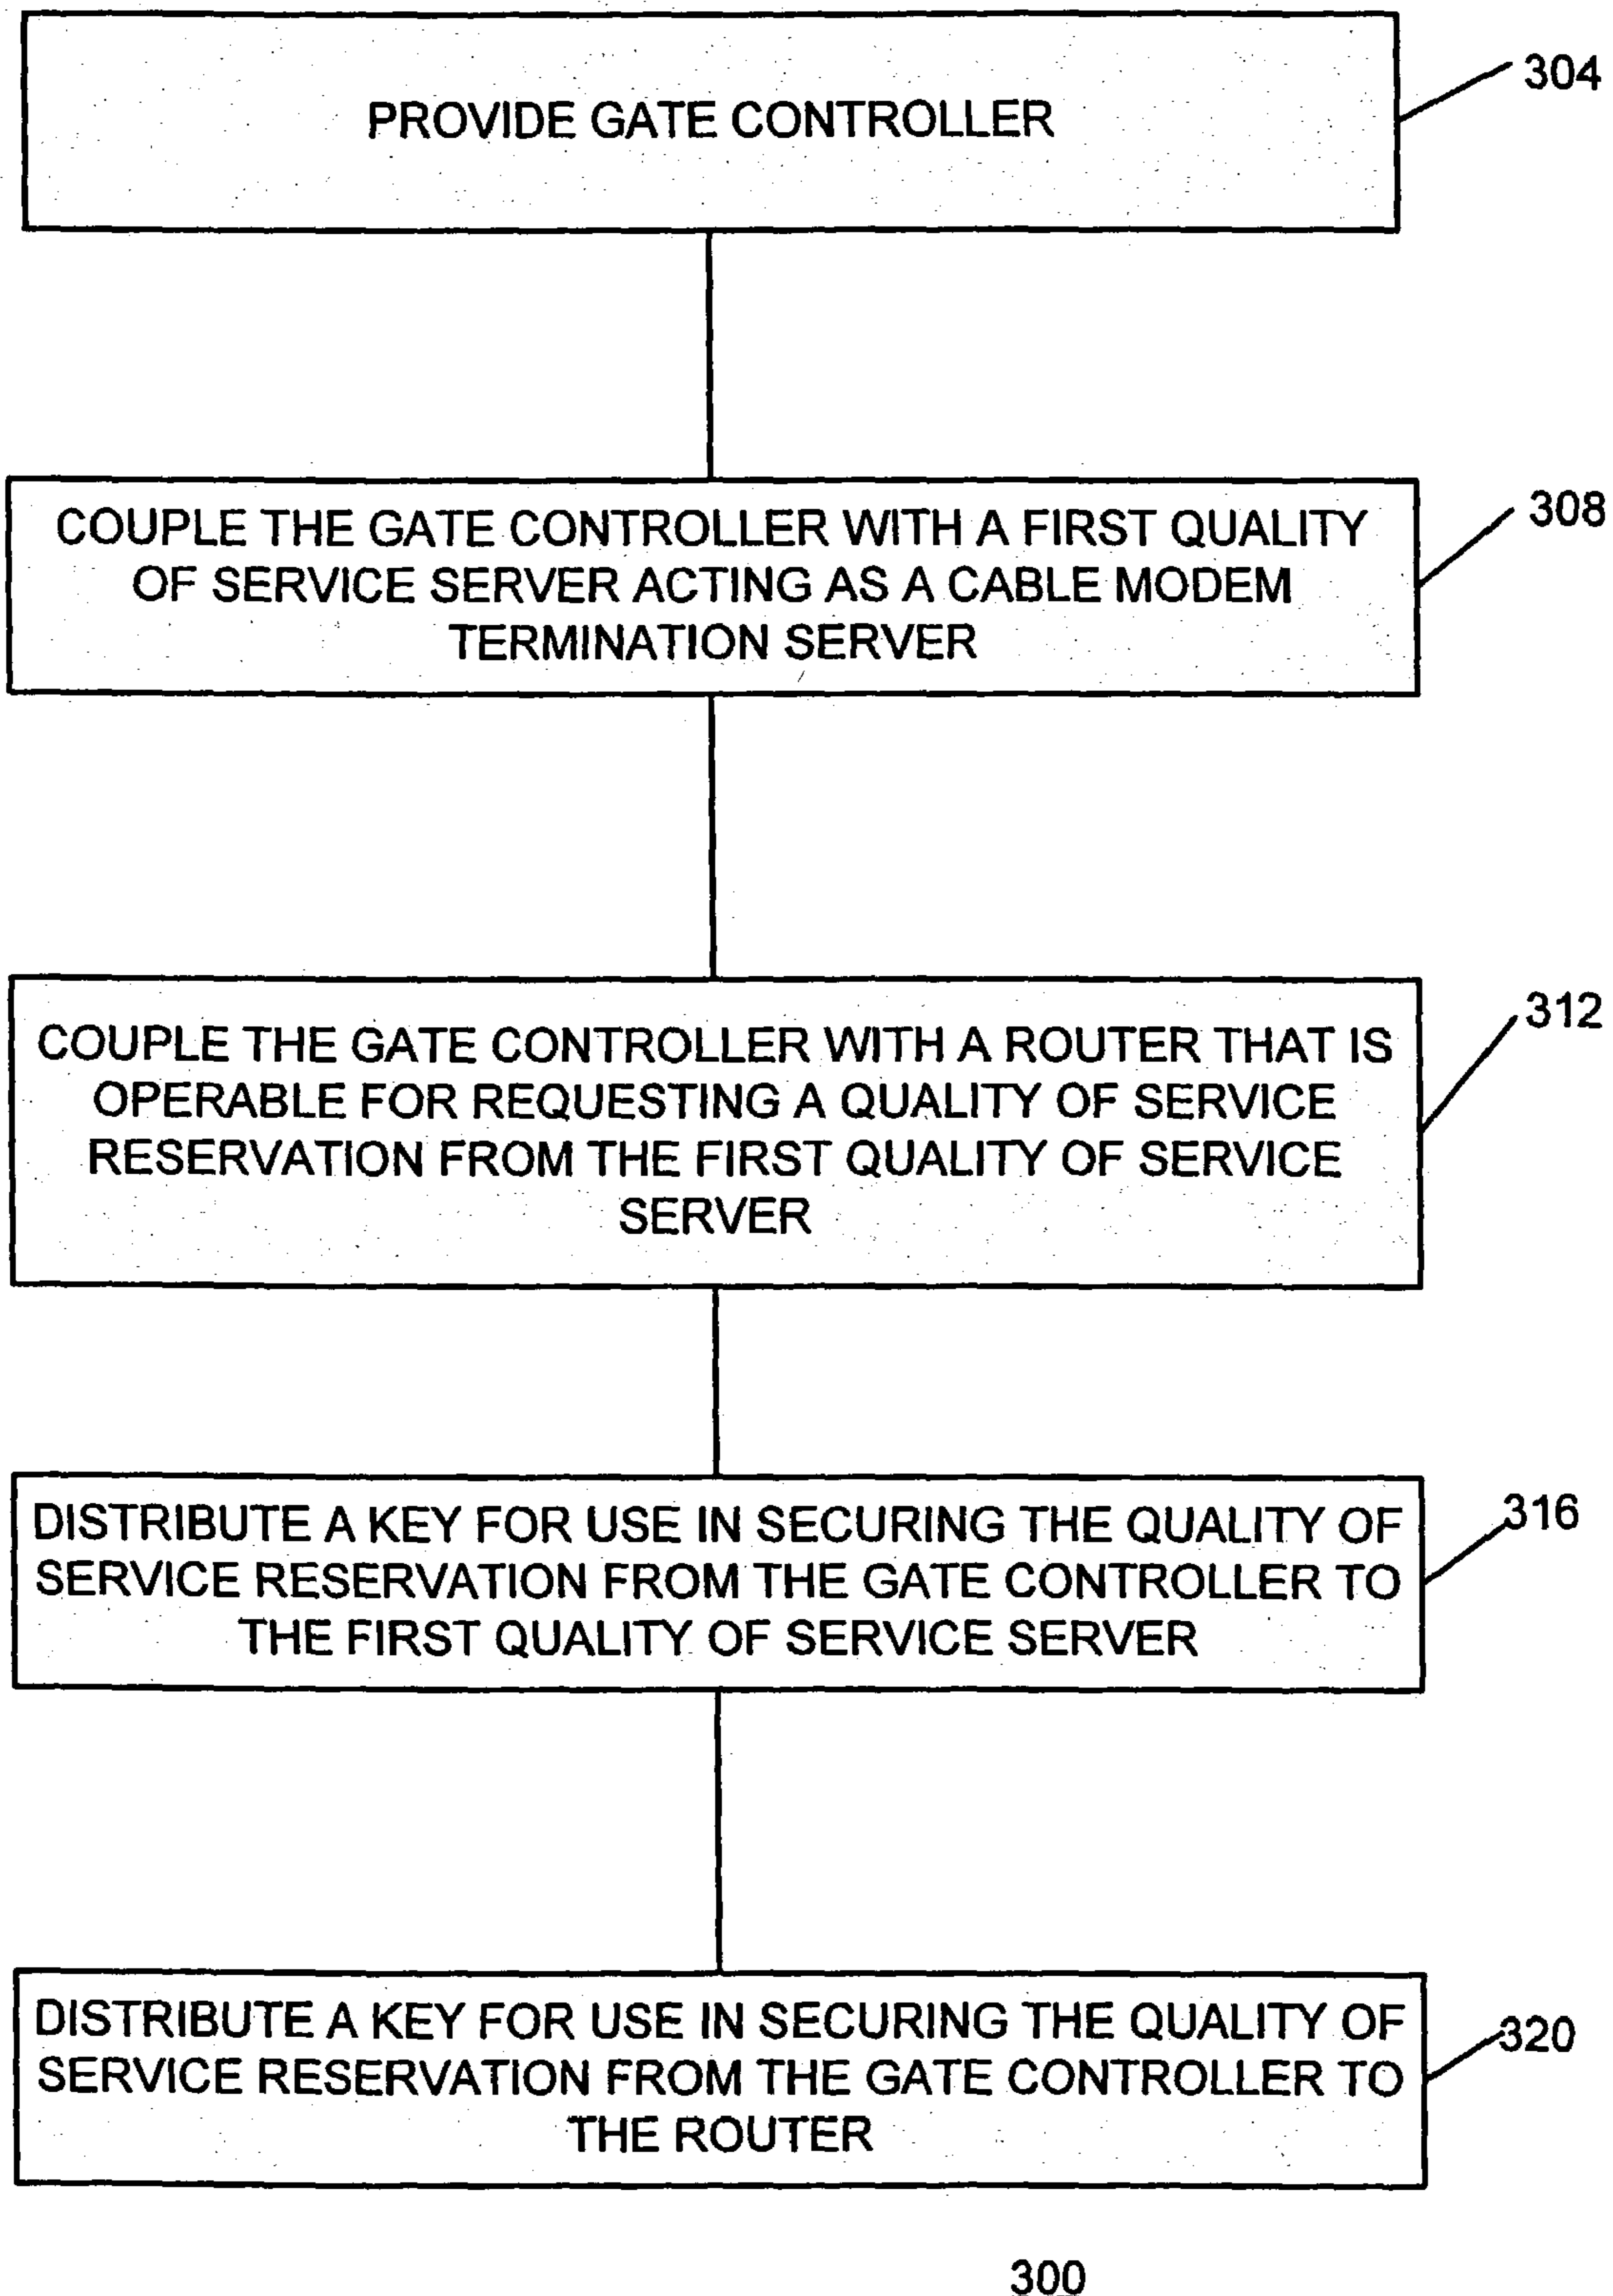 PROVIDE GATE CONTROLLER
304
COUPLE THE GATE CONTROLLER WITH A FIRST QUALITY
OF SERVICE SERVER ACTING AS A CABLE MODEM
TERMINATION SERVER
308
COUPLE THE GATE CONTROLLER WITH A ROUTER THAT IS
OPERABLE FOR REQUESTING A QUALITY OF SERVICE
RESERVATION FROM THE FIRST QUALITY OF SERVICE
SERVER
312
DISTRIBUTE A KEY FOR USE IN SECURING THE QUALITY OF
SERVICE RESERVATION FROM THE GATE CONTROLLER TO
THE FIRST QUALITY OF SERVICE SERVER
316
DISTRIBUTE A KEY FOR USE IN SECURING THE QUALITY OF
SERVICE RESERVATION FROM THE GATE CONTROLLER TO
THE ROUTER
320
300